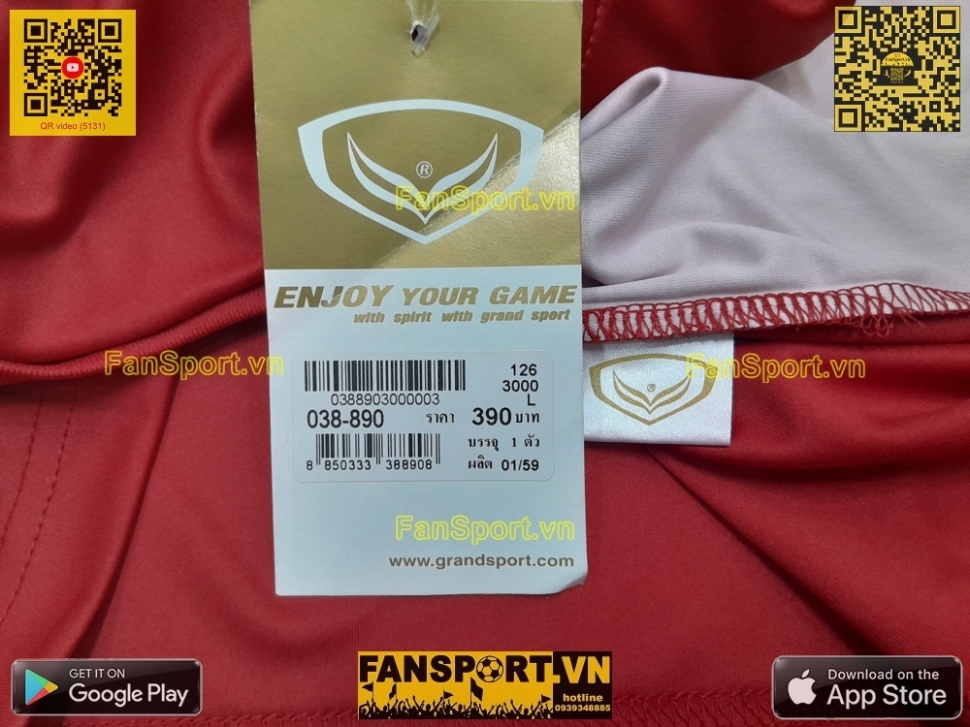 QR video (5131)
FanSport.vn
®
FanSport.vn
ENJOY YOUR GAME
with spirit with grand sport
FanSport.vn
FanSport.vn
126
3000
L
0388903000003
038-890 ราคา 390 บาท
บรรจุ 1 ตัว
8 850333 388908
ผลิต 01/59
®
FanSport.vn
www.grandsport.com
GET IT ON
Google Play
FANSPORT.VN
hotline
0939348885
Download on the
App Store